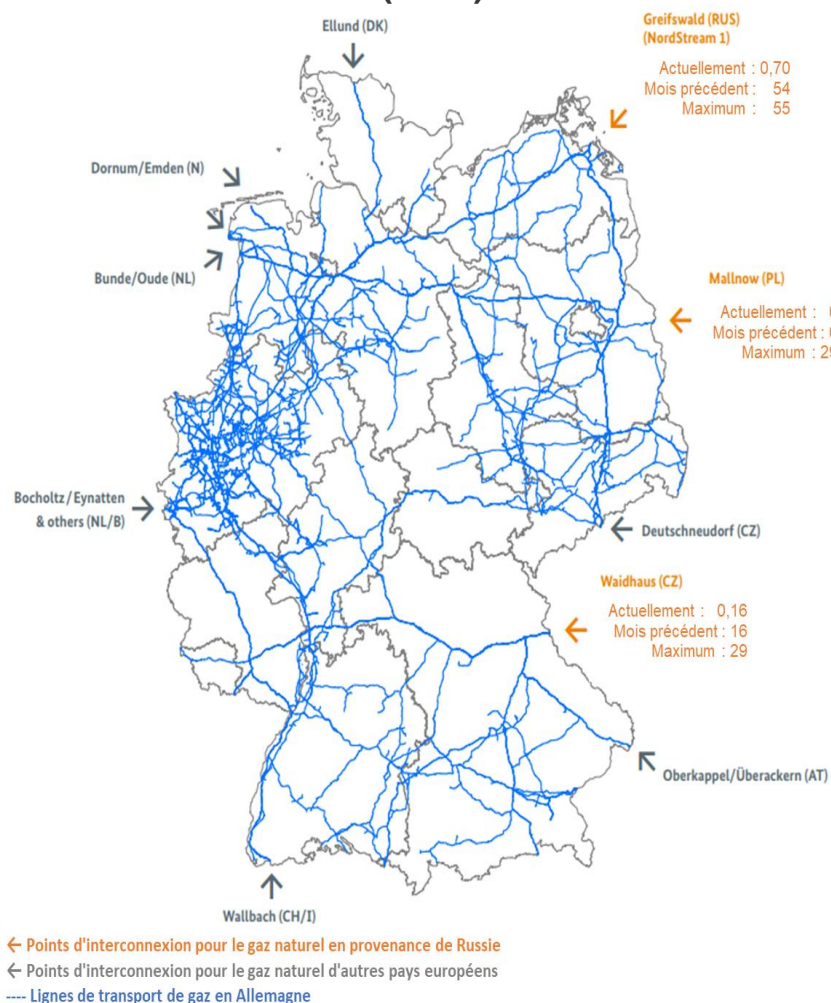 Ellund (DK)
Greifswald (RUS)
(NordStream 1)
Actuellement : 0,70
Mois précédent : 54
Maximum : 55
Dornum/Emden (N)
Bunde/Oude (NL)
Mallnow (PL)
Actuellement :
Mois précédent :
Maximum :
Bocholtz / Eynatten
& others (NL/B)
Deutschneudorf (CZ)
Waidhaus (CZ)
Actuellement : 0,16
Mois précédent : 16
Maximum : 29
Oberkappel/Überackern (AT)
Wallbach (CH/I)
← Points d'interconnexion pour le gaz naturel en provenance de Russie
← Points d'interconnexion pour le gaz naturel d'autres pays européens
---- Lignes de transport de gaz en Allemagne